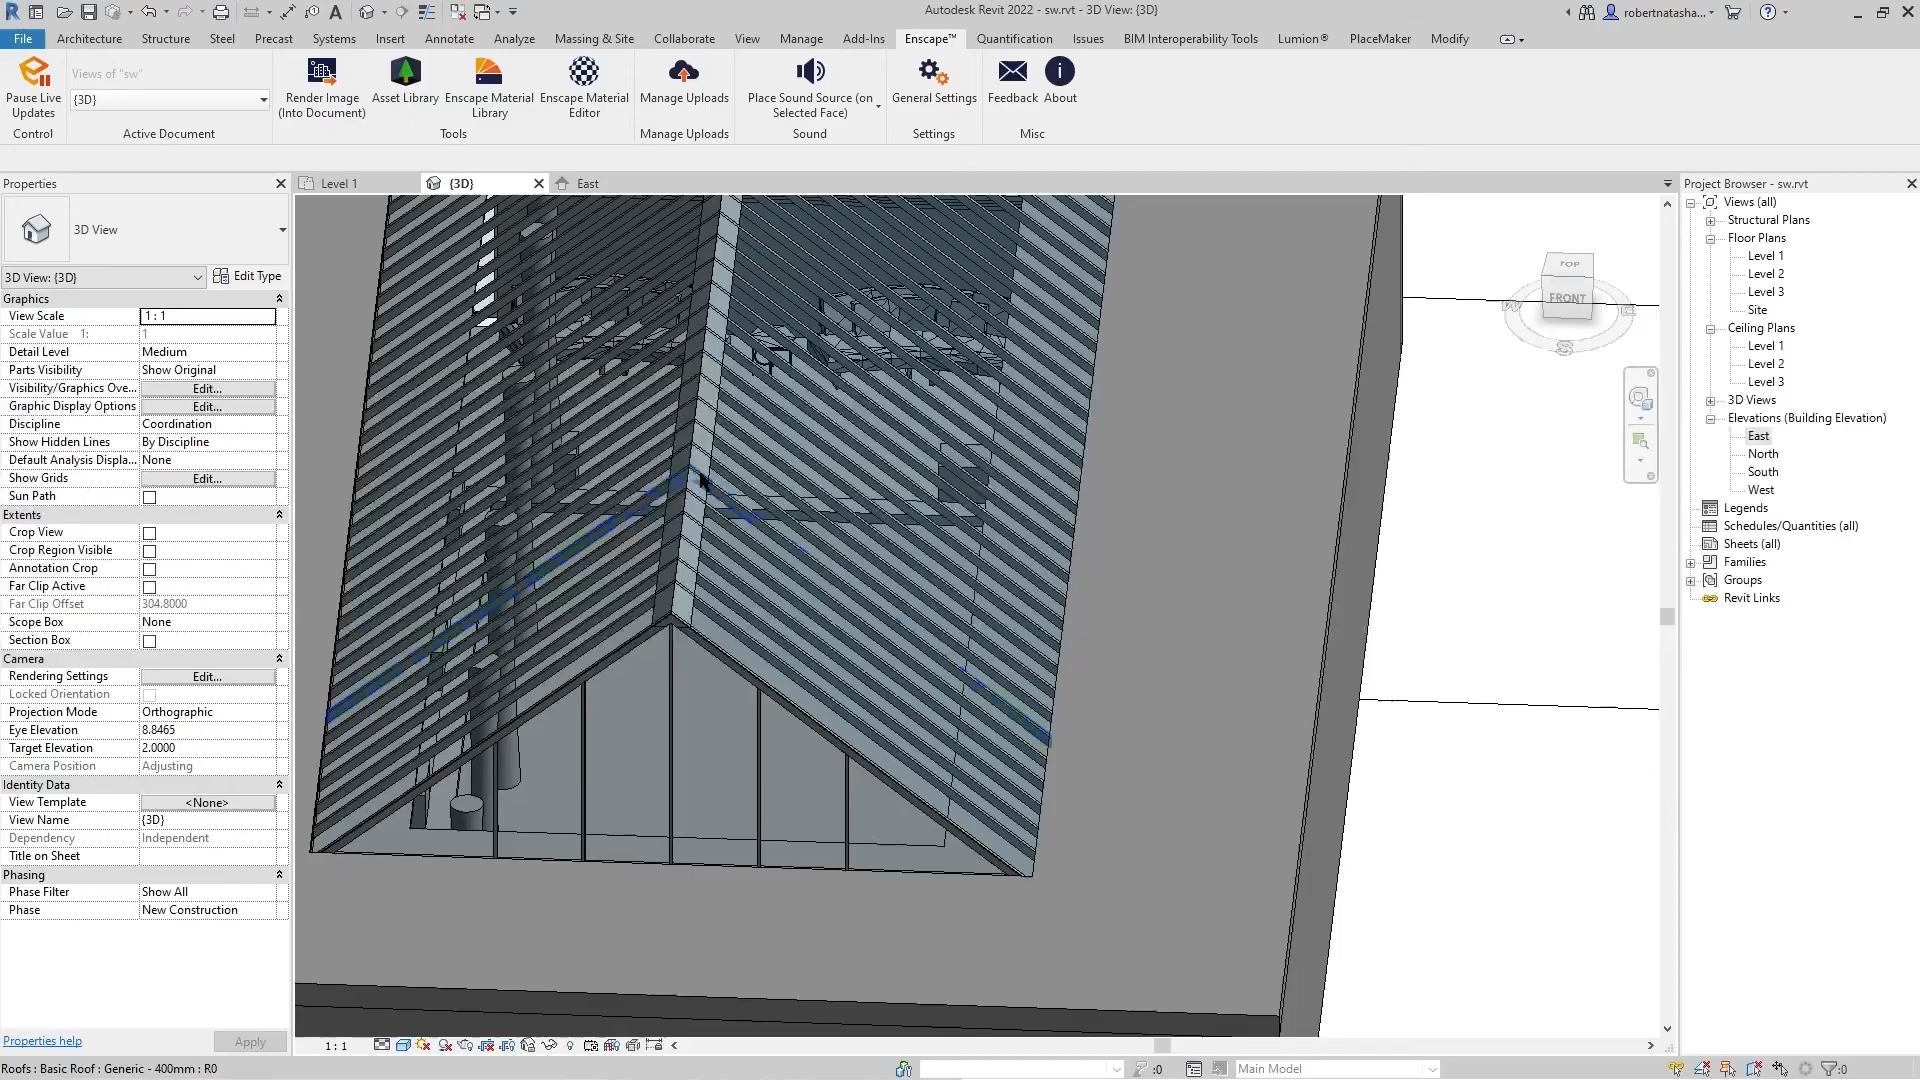 Autodesk Revit 2022 - sw.rvt - 3D View: {3D}
robertnatasha...
File Architecture Structure Steel Precast Systems Insert Annotate Analyze Massing & Site Collaborate View Manage Add-Ins Enscape™ Quantification Issues BIM Interoperability Tools Lumion® PlaceMaker Modify
Pause Live Updates
Control
Views of "sw"
{3D}
Active Document
Render Image (Into Document)
Asset Library
Enscape Material Library
Enscape Material Editor
Tools
Manage Uploads
Manage Uploads
Place Sound Source (on Selected Face)
Sound
General Settings
Settings
Feedback
About
Misc
Properties
3D View
3D View: {3D} Edit Type
Graphics
View Scale 1 : 1
Scale Value 1: 1
Detail Level Medium
Parts Visibility Show Original
Visibility/Graphics Ove... Edit...
Graphic Display Options Edit...
Discipline Coordination
Show Hidden Lines By Discipline
Default Analysis Displa... None
Show Grids Edit...
Sun Path
Extents
Crop View
Crop Region Visible
Annotation Crop
Far Clip Active
Far Clip Offset 304.8000
Scope Box None
Section Box
Camera
Rendering Settings Edit...
Locked Orientation
Projection Mode Orthographic
Eye Elevation 8.8465
Target Elevation 2.0000
Camera Position Adjusting
Identity Data
View Template <None>
View Name {3D}
Dependency Independent
Title on Sheet
Phasing
Phase Filter Show All
Phase New Construction
Properties help Apply
Level 1 {3D} East
TOP
FRONT
S
1 : 1
Project Browser - sw.rvt
Views (all)
Structural Plans
Floor Plans
Level 1
Level 2
Level 3
Site
Ceiling Plans
Level 1
Level 2
Level 3
3D Views
Elevations (Building Elevation)
East
North
South
West
Legends
Schedules/Quantities (all)
Sheets (all)
Families
Groups
Revit Links
Roofs : Basic Roof : Generic - 400mm : R0
:0
Main Model
:0